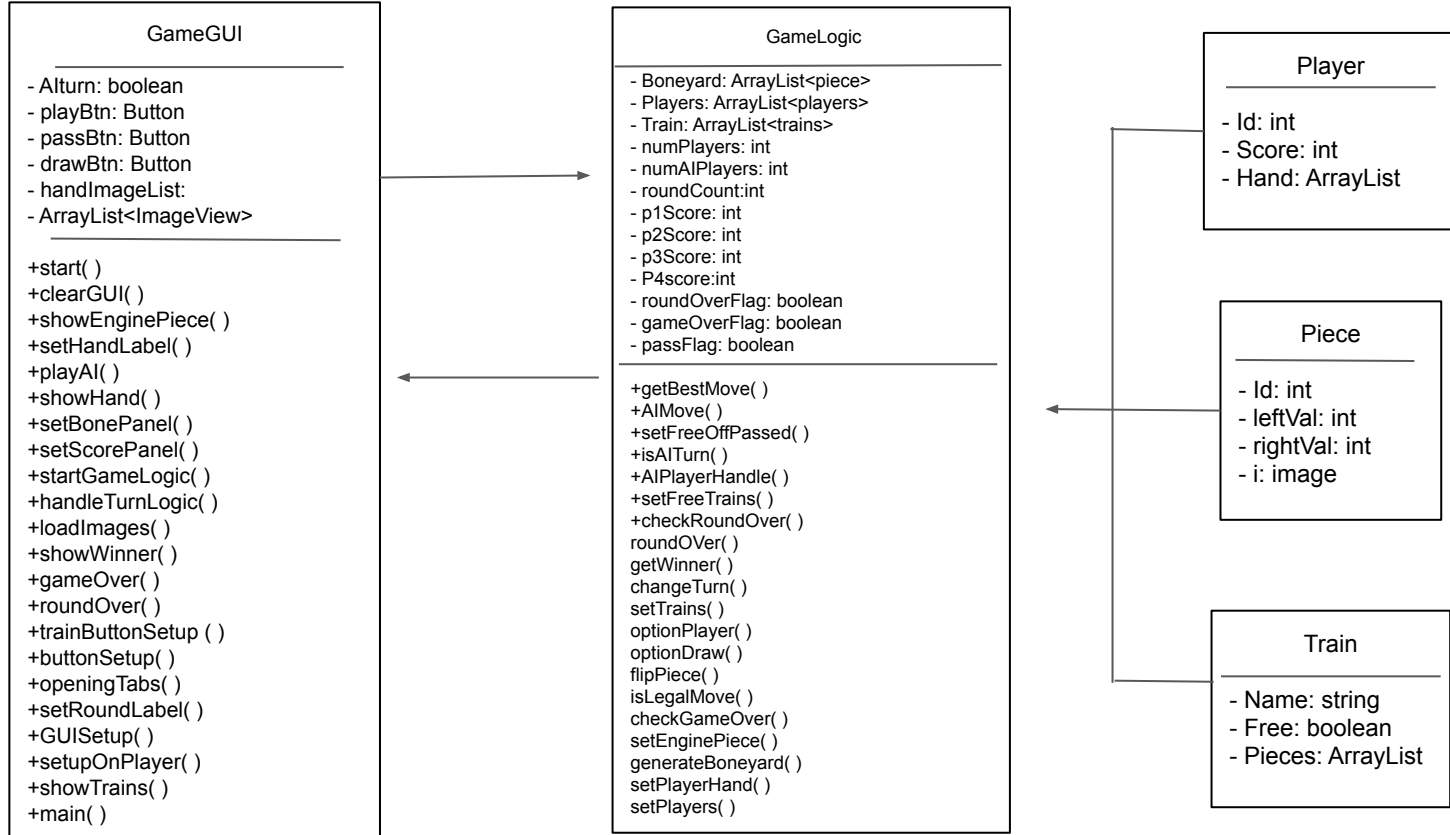 GameGUI
- AIturn: boolean
- playBtn: Button
- passBtn: Button
- drawBtn: Button
- handImageList:
- ArrayList<ImageView>
+start( )
+clearGUI( )
+showEnginePiece( )
+setHandLabel( )
+playAI( )
+showHand( )
+setBonePanel( )
+setScorePanel( )
+startGameLogic( )
+handleTurnLogic( )
+loadImages( )
+showWinner( )
+gameOver( )
+roundOver( )
+trainButtonSetup ( )
+buttonSetup( )
+openingTabs( )
+setRoundLabel( )
+GUISetup( )
+setupOnPlayer( )
+showTrains( )
+main( )
GameLogic
- Boneyard: ArrayList<piece>
- Players: ArrayList<players>
- Train: ArrayList<trains>
- numPlayers: int
- numAIPlayers: int
- roundCount:int
- p1Score: int
- p2Score: int
- p3Score: int
- P4score:int
- roundOverFlag: boolean
- gameOverFlag: boolean
- passFlag: boolean
+getBestMove( )
+AIMove( )
+setFreeOffPassed( )
+isAITurn( )
+AIPlayerHandle( )
+setFreeTrains( )
+checkRoundOver( )
roundOVer( )
getWinner( )
changeTurn( )
setTrains( )
optionPlayer( )
optionDraw( )
flipPiece( )
isLegalMove( )
checkGameOver( )
setEnginePiece( )
generateBoneyard( )
setPlayerHand( )
setPlayers( )
Player
- Id: int
- Score: int
- Hand: ArrayList
Piece
- Id: int
- leftVal: int
- rightVal: int
- i: image
Train
- Name: string
- Free: boolean
- Pieces: ArrayList